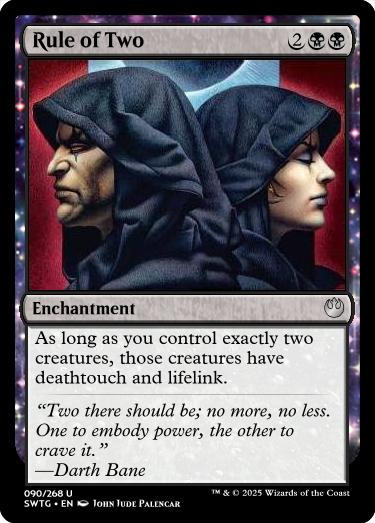 Rule of Two 2
Enchantment
As long as you control exactly two
creatures, those creatures have
deathtouch and lifelink.
“Two there should be; no more, no less.
One to embody power, the other to
crave it.”
—Darth Bane
090/268 U
SWTG • EN John Jude Palencar
™ & © 2025 Wizards of the Coast